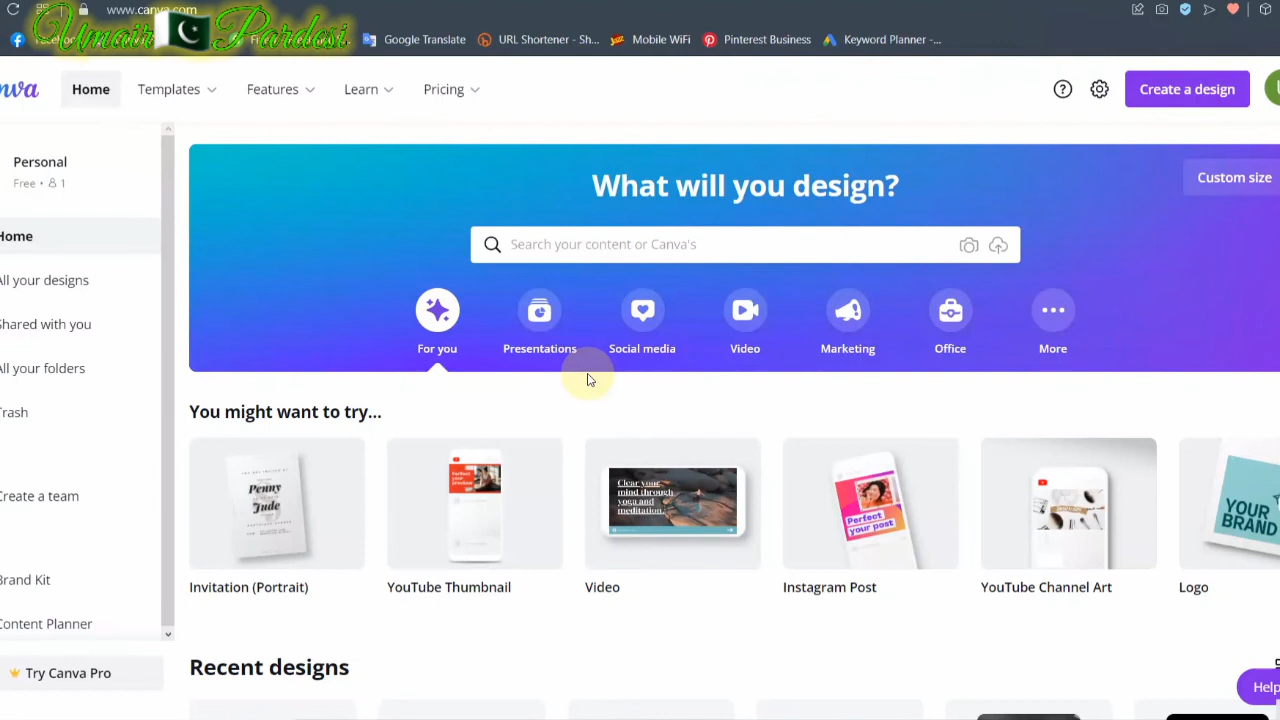 www.canva.com
Umair Pardesi
Google Translate
URL Shortener - Sh...
Mobile WiFi
Pinterest Business
Keyword Planner -...
nva
Home
Templates
Features
Learn
Pricing
Create a design
Personal
Free • 1
Home
All your designs
Shared with you
All your folders
Trash
Create a team
Brand Kit
Content Planner
Try Canva Pro
What will you design?
Custom size
Search your content or Canva's
For you
Presentations
Social media
Video
Marketing
Office
More
You might want to try...
Penny
Jude
Clear your
mind through
yoga and
meditation.
Perfect
your post
YOUR
BRAND
Invitation (Portrait)
YouTube Thumbnail
Video
Instagram Post
YouTube Channel Art
Logo
Recent designs
Help